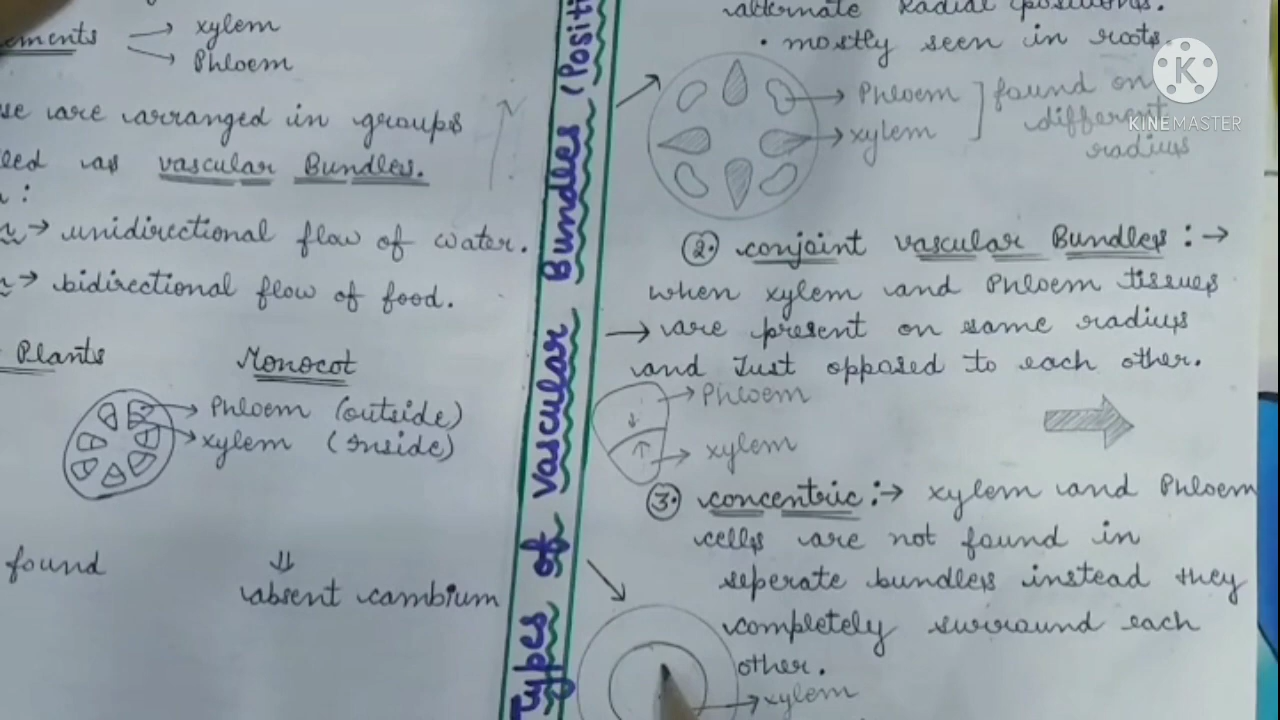 xylem
Phloem
are arranged in groups
as vascular Bundles.
→ unidirectional flow of water.
→ bidirectional flow of food.
Plants Monocot
→ Phloem (outside)
→ xylem (Inside)
found
⇓
absent cambium
Types of vascular Bundles
alternate Radial positions.
• mostly seen in roots.
→ Phloem ] found on
→ xylem different
radius
KINEMASTER
2. conjoint vascular Bundles :→
when xylem and Phloem tissues
→ are present on same radius
and Just opposed to each other.
→ Phloem
→ xylem
3. concentric :→ xylem and Phloem
cells are not found in
seperate bundles instead they
completely surround each
other.
→ xylem